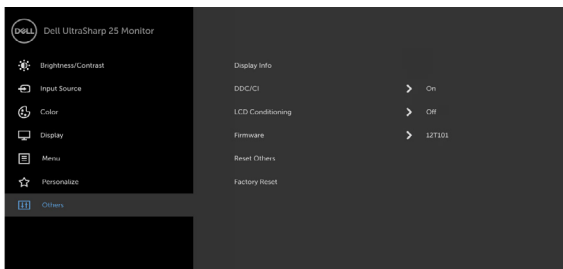 DELL Dell UltraSharp 25 Monitor
Brightness/Contrast
Input Source
Color
Display
Menu
Personalize
Others
Display Info
DDC/CI On
LCD Conditioning Off
Firmware 12T101
Reset Others
Factory Reset